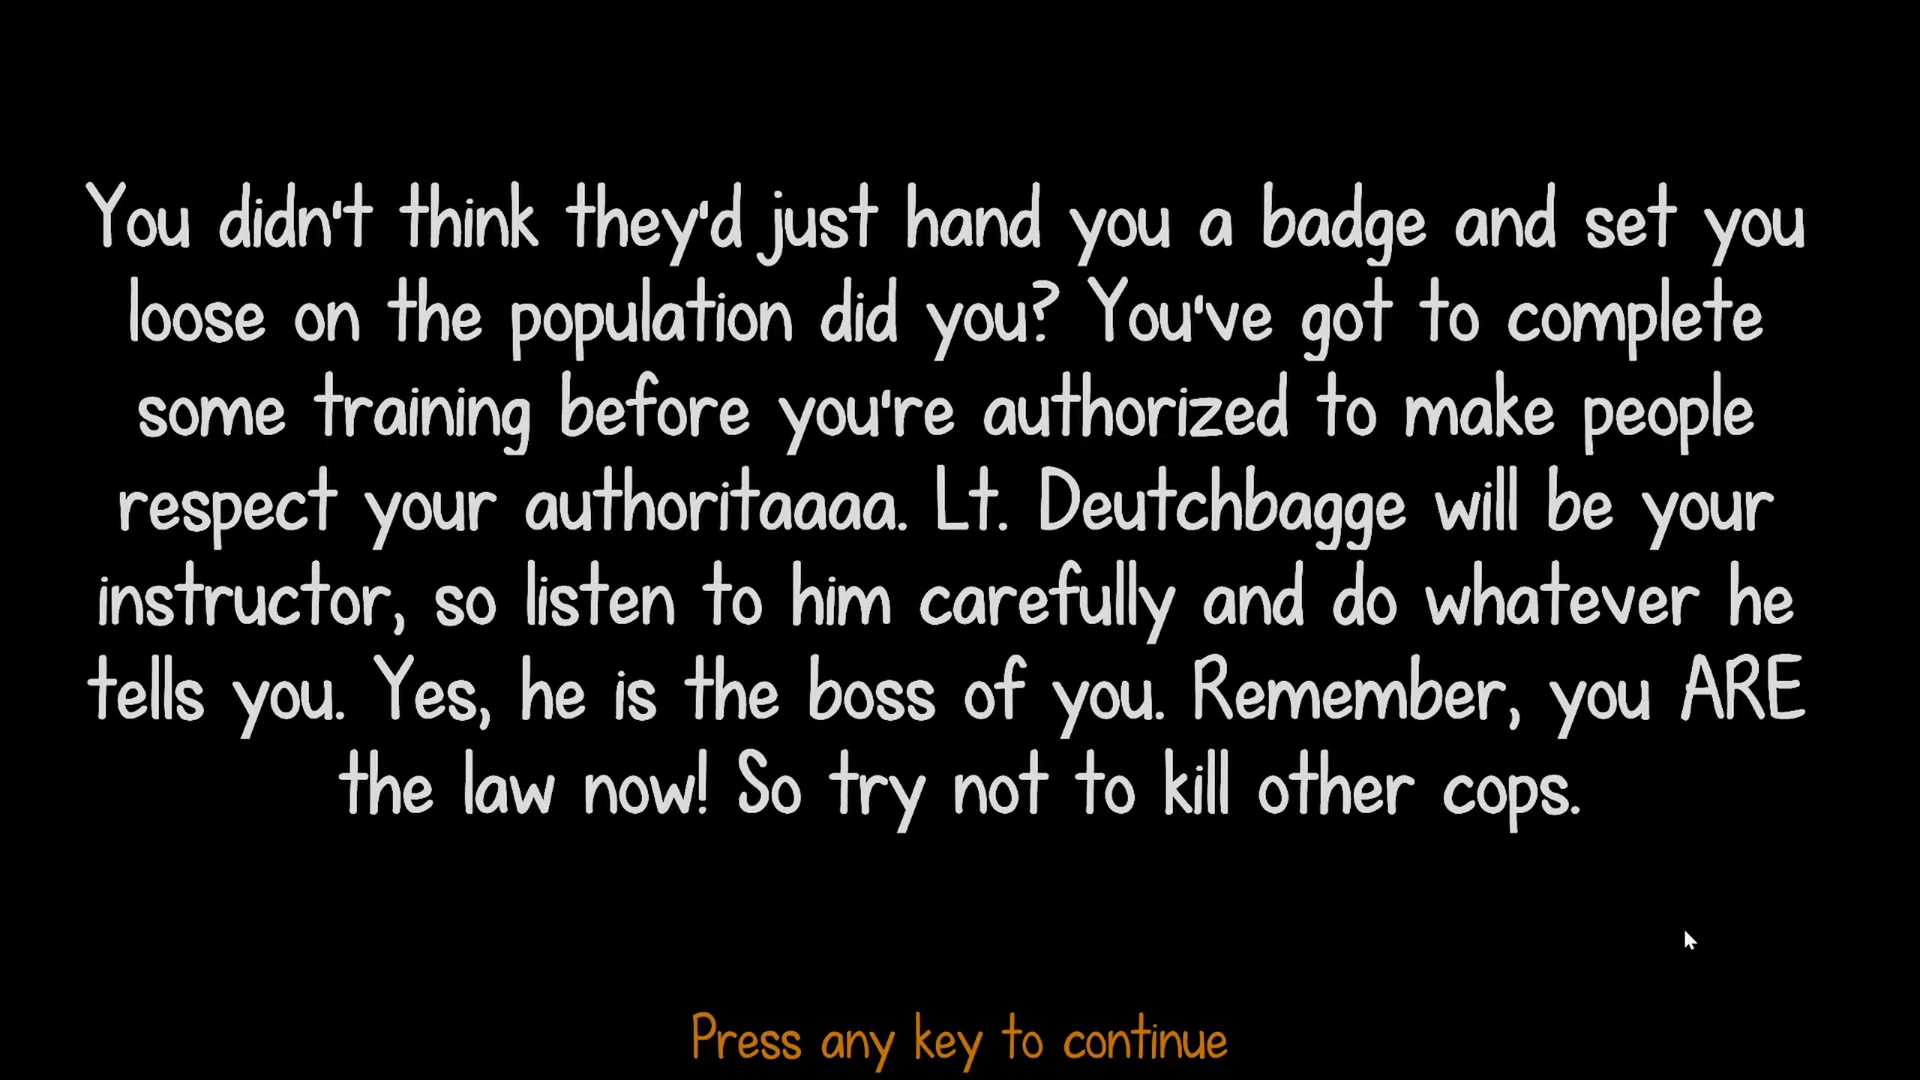 You didn't think they'd just hand you a badge and set you
loose on the population did you? You've got to complete
some training before you're authorized to make people
respect your authoritaaaa. Lt. Deutchbagge will be your
instructor, so listen to him carefully and do whatever he
tells you. Yes, he is the boss of you. Remember, you ARE
the law now! So try not to kill other cops.
Press any key to continue